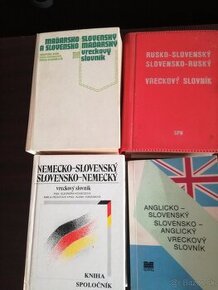 MAĎARSKO
A SLOVENSKO
SLOVENSKÝ
MAĎARSKÝ
vreckový
slovník
RUSKO-SLOVENSKÝ
SLOVENSKO-RUSKÝ
VRECKOVÝ SLOVNÍK
SPN
NEMECKO-SLOVENSKÝ
SLOVENSKO-NEMECKÝ
vreckový slovník
KNIHA
SPOLOČNÍK
ANGLICKO –
SLOVENSKÝ
SLOVENSKO –
ANGLICKÝ
VRECKOVÝ
SLOVNÍK